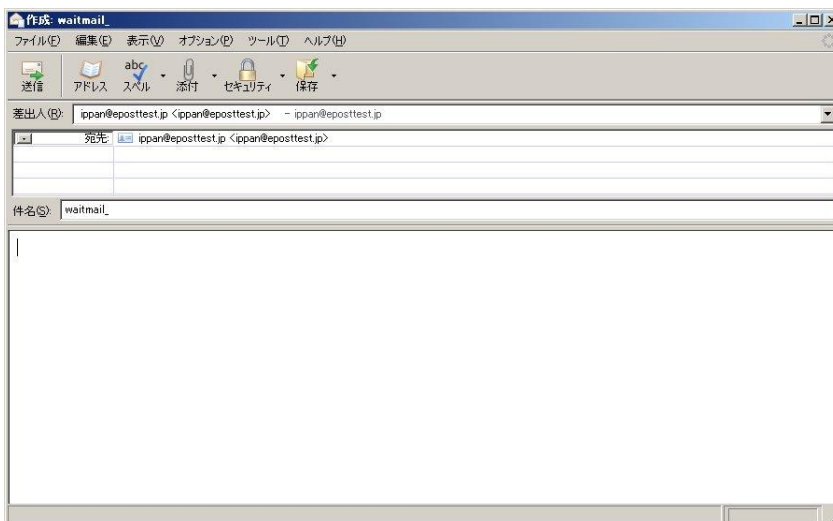 作成: waitmail_
ファイル(F) 編集(E) 表示(V) オプション(P) ツール(T) ヘルプ(H)
abc
送信 アドレス スペル 添付 セキュリティ 保存
差出人(R): ippan@eposttest.jp <ippan@eposttest.jp> - ippan@eposttest.jp
宛先: ippan@eposttest.jp <ippan@eposttest.jp>
件名(S): waitmail_